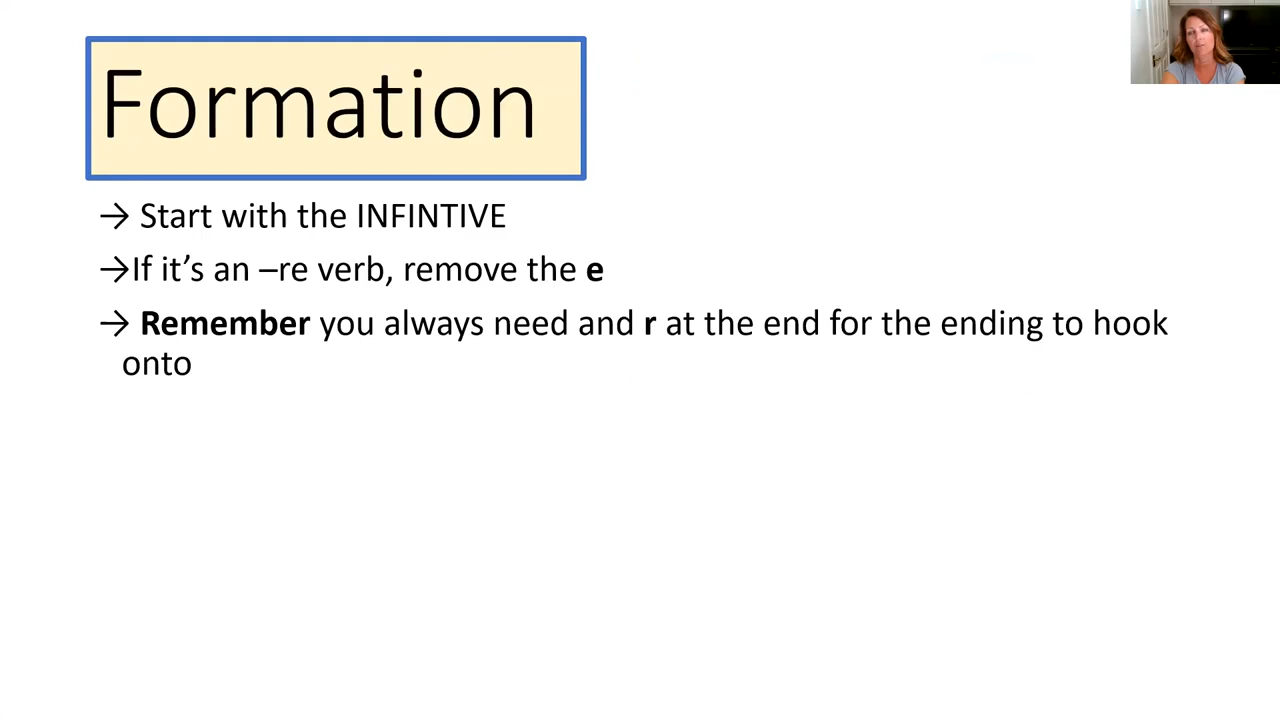 Formation
→ Start with the INFINTIVE
→If it’s an –re verb, remove the e
→ Remember you always need and r at the end for the ending to hook
onto